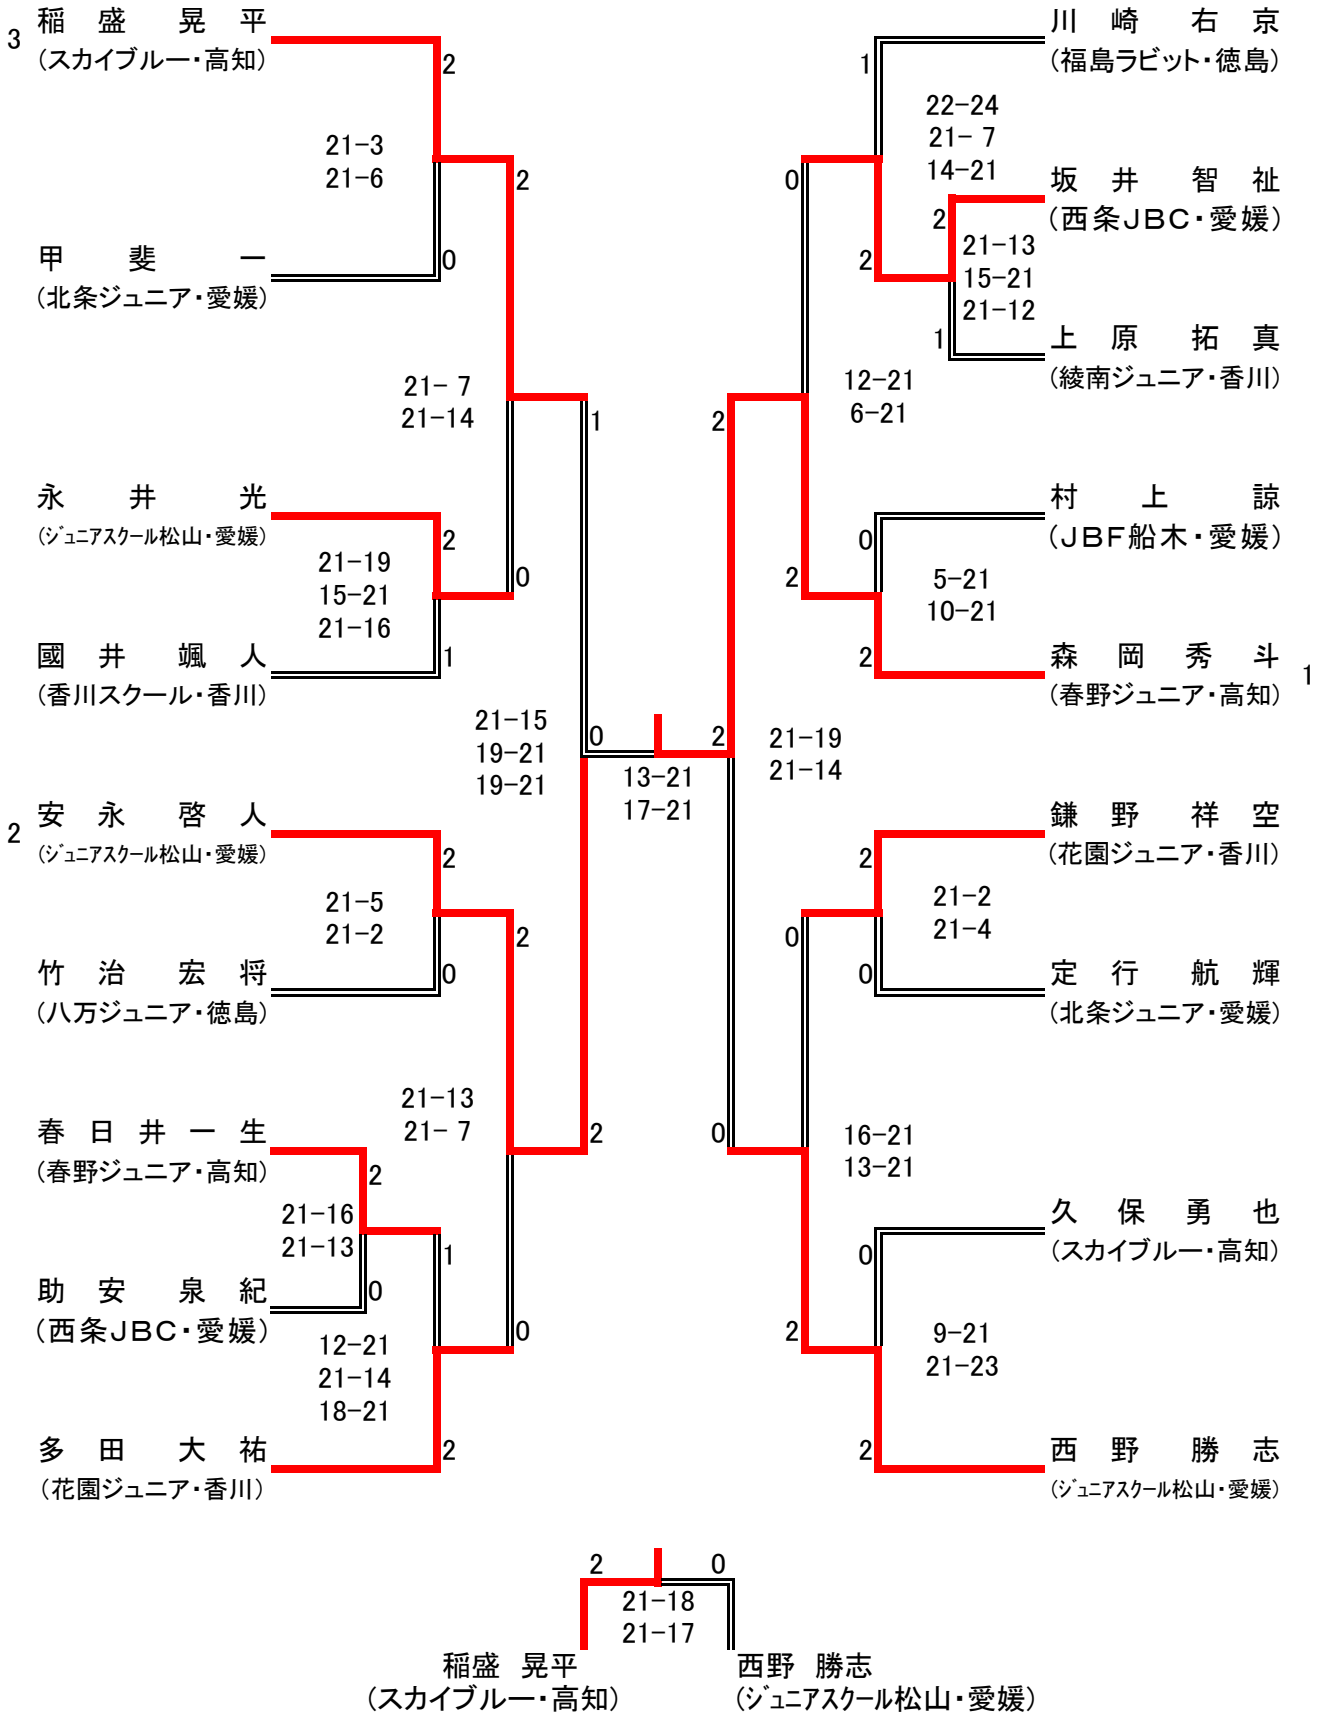 3
稲盛晃平
(スカイブルー・高知)
2
21-3
21-6
甲斐一
(北条ジュニア・愛媛)
0
2
21- 7
21-14
永井光
(ジュニアスクール松山・愛媛)
2
21-19
15-21
21-16
0
國井颯人
(香川スクール・香川)
1
1
21-15
19-21
19-21
0
2
安永啓人
(ジュニアスクール松山・愛媛)
2
21-5
21-2
竹治宏将
(八万ジュニア・徳島)
0
2
21-13
21- 7
2
春日井一生
(春野ジュニア・高知)
2
21-16
21-13
助安泉紀
(西条JBC・愛媛)
0
1
12-21
21-14
18-21
0
多田大祐
(花園ジュニア・香川)
2
13-21
17-21
川崎右京
(福島ラビット・徳島)
1
22-24
21- 7
14-21
坂井智祉
(西条JBC・愛媛)
2
21-13
15-21
21-12
0
2
上原拓真
(綾南ジュニア・香川)
1
12-21
6-21
2
村上諒
(JBF船木・愛媛)
0
5-21
10-21
2
森岡秀斗
(春野ジュニア・高知)
1
2
2
21-19
21-14
鎌野祥空
(花園ジュニア・香川)
2
21-2
21-4
0
定行航輝
(北条ジュニア・愛媛)
0
0
16-21
13-21
久保勇也
(スカイブルー・高知)
0
9-21
21-23
2
西野勝志
(ジュニアスクール松山・愛媛)
2
2
0
21-18
21-17
稲盛 晃平
(スカイブルー・高知)
西野 勝志
(ジュニアスクール松山・愛媛)